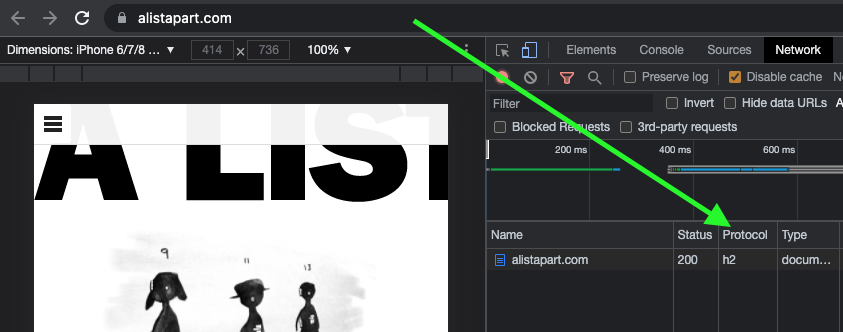 alistapart.com
Dimensions: iPhone 6/7/8 ... ▼ 414 × 736 100% ▼
Elements Console Sources Network
Preserve log Disable cache
Filter Invert Hide data URLs
Blocked Requests 3rd-party requests
200 ms 400 ms 600 ms
A LIST
9 11 13
Name Status Protocol Type
alistapart.com 200 h2 docum...